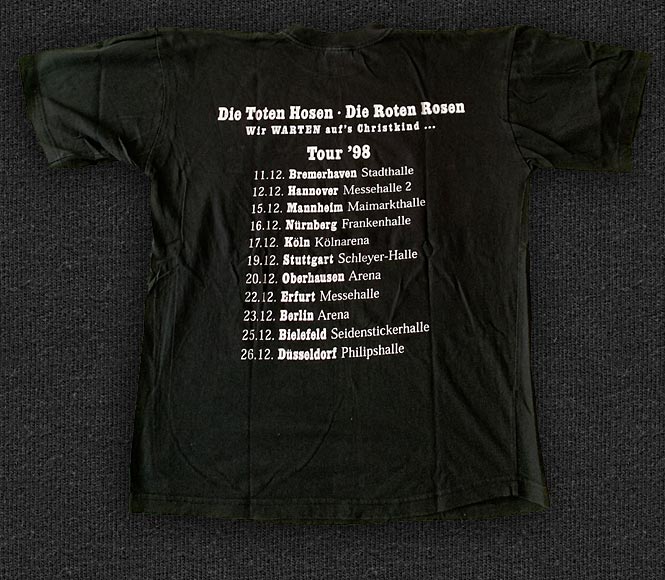 Die Toten Hosen · Die Roten Rosen
Wir WARTEN auf's Christkind ...
Tour '98
11.12. Bremerhaven Stadthalle
12.12. Hannover Messehalle 2
15.12. Mannheim Maimarkthalle
16.12. Nürnberg Frankenhalle
17.12. Köln Kölnarena
19.12. Stuttgart Schleyer-Halle
20.12. Oberhausen Arena
22.12. Erfurt Messehalle
23.12. Berlin Arena
25.12. Bielefeld Seidenstickerhalle
26.12. Düsseldorf Philipshalle